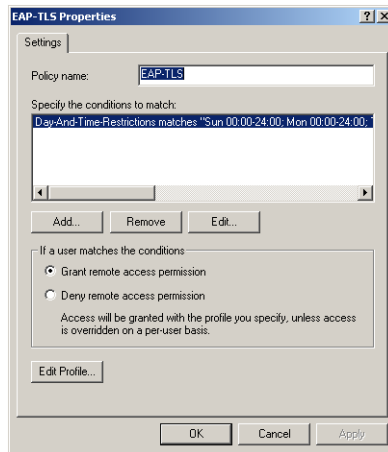 EAP-TLS Properties
Settings
Policy name:
EAP-TLS
Specify the conditions to match:
Day-And-Time-Restrictions matches "Sun 00:00-24:00; Mon 00:00-24:00;
Add...
Remove
Edit...
If a user matches the conditions
Grant remote access permission
Deny remote access permission
Access will be granted with the profile you specify, unless access
is overridden on a per-user basis.
Edit Profile...
OK
Cancel
Apply